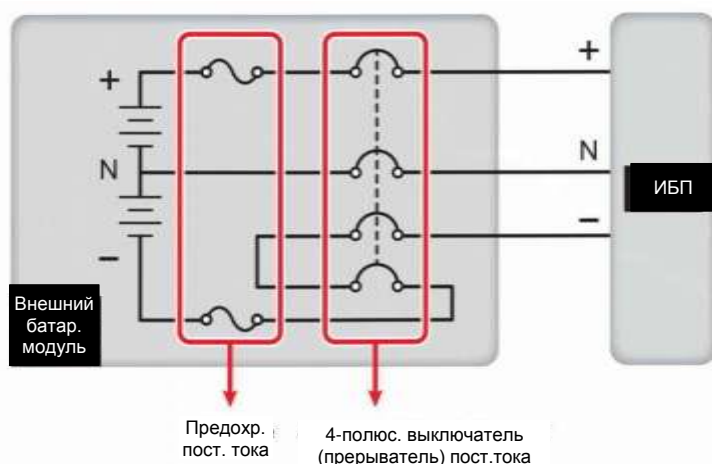 +
+
N
N
ИБП
−
−
Внешний
батар.
модуль
Предохр.
пост. тока
4-полюс. выключатель
(прерыватель) пост.тока